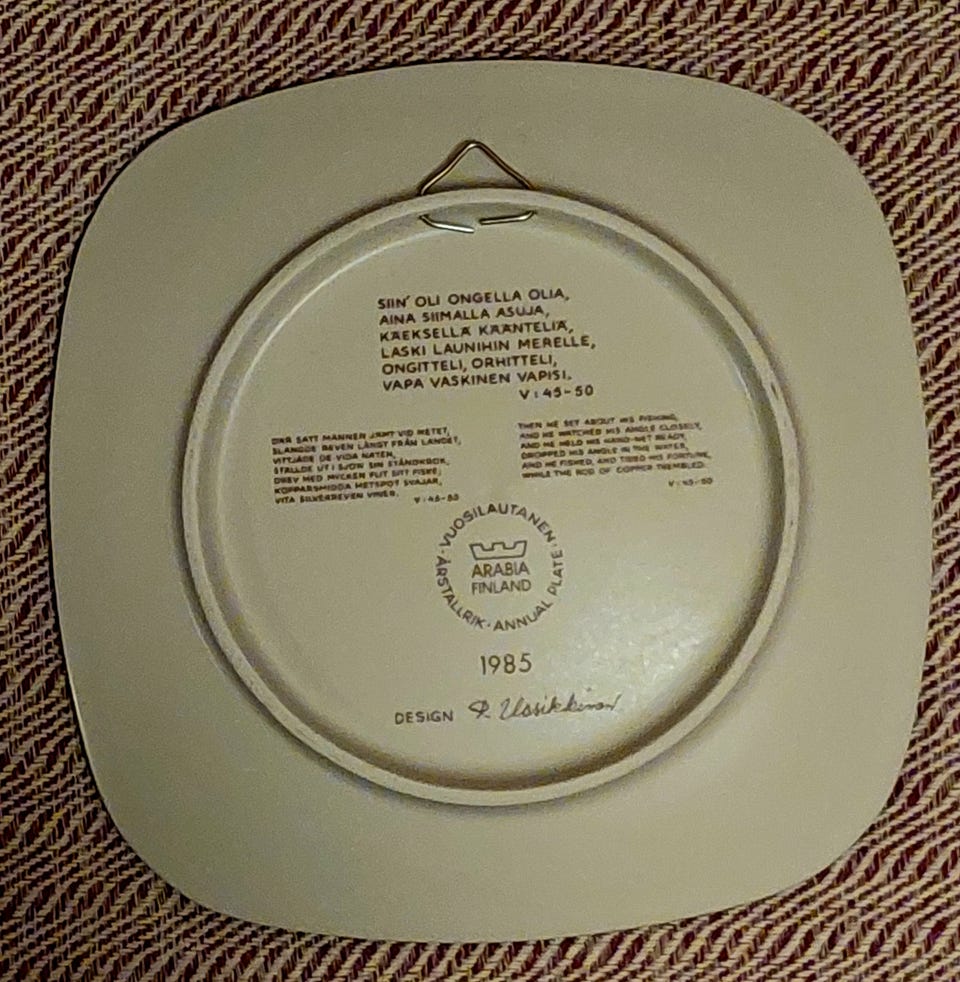 SIIN' OLI ONGELLA OLIA,
AINA SIIMALLA ASUJA,
KÄEKSELLÄ KÄÄNTELIÄ,
LASKI LAUNIHIN MERELLE,
ONGITTELI, ORHITTELI,
VAPA VASKINEN VAPISI.
V:45-50
DÄR SATT MANNEN JÄMT VID METET,
SLÄNGDE REVEN LÅNGT FRÅN LANDET,
VITTJADE DE VIDA NÄTEN,
STÄLLDE UT I SJÖN SIN STÅNDKROK,
DREV MED MYCKEN FLIT SITT FISKE;
KOPPARSMIDDA METSPÖT SVAJAR,
VITA SILVERREVEN VINER.
V:45-50
THEN HE SET ABOUT HIS FISHING,
AND HE WATCHED HIS ANGLE CLOSELY,
AND HE HELD HIS HAND-NET READY,
DROPPED HIS ANGLE IN THE WATER,
AND HE FISHED, AND TRIED HIS FORTUNE,
WHILE THE ROD OF COPPER TREMBLED.
V:45-50
VUOSILAUTANEN · ANNUAL PLATE · ÅRSTALLRIK ·
ARABIA
FINLAND
1985
DESIGN R. Uosikkinen